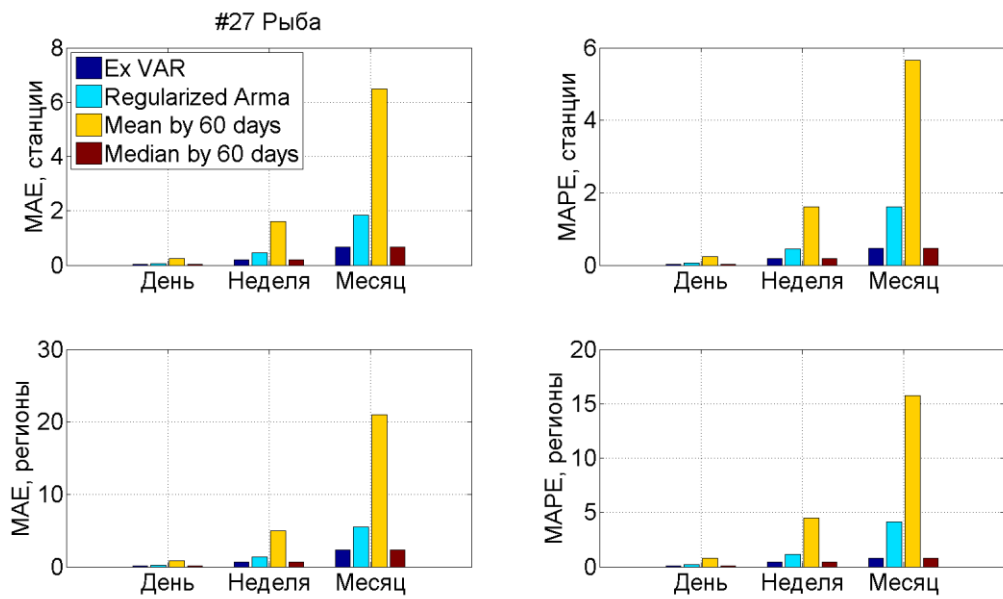 #27 Рыба
MAE, станции
8
6
4
2
0
Ex VAR
Regularized Arma
Mean by 60 days
Median by 60 days
День Неделя Месяц
MAPE, станции
6
4
2
0
День Неделя Месяц
MAE, регионы
30
20
10
0
День Неделя Месяц
MAPE, регионы
20
15
10
5
0
День Неделя Месяц